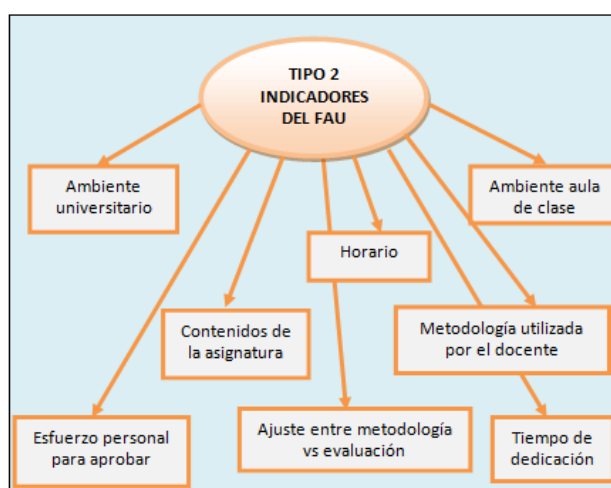 TIPO 2
INDICADORES
DEL FAU
Ambiente
universitario
Ambiente aula
de clase
Horario
Contenidos de
la asignatura
Metodología utilizada
por el docente
Esfuerzo personal
para aprobar
Ajuste entre metodología
vs evaluación
Tiempo de
dedicación